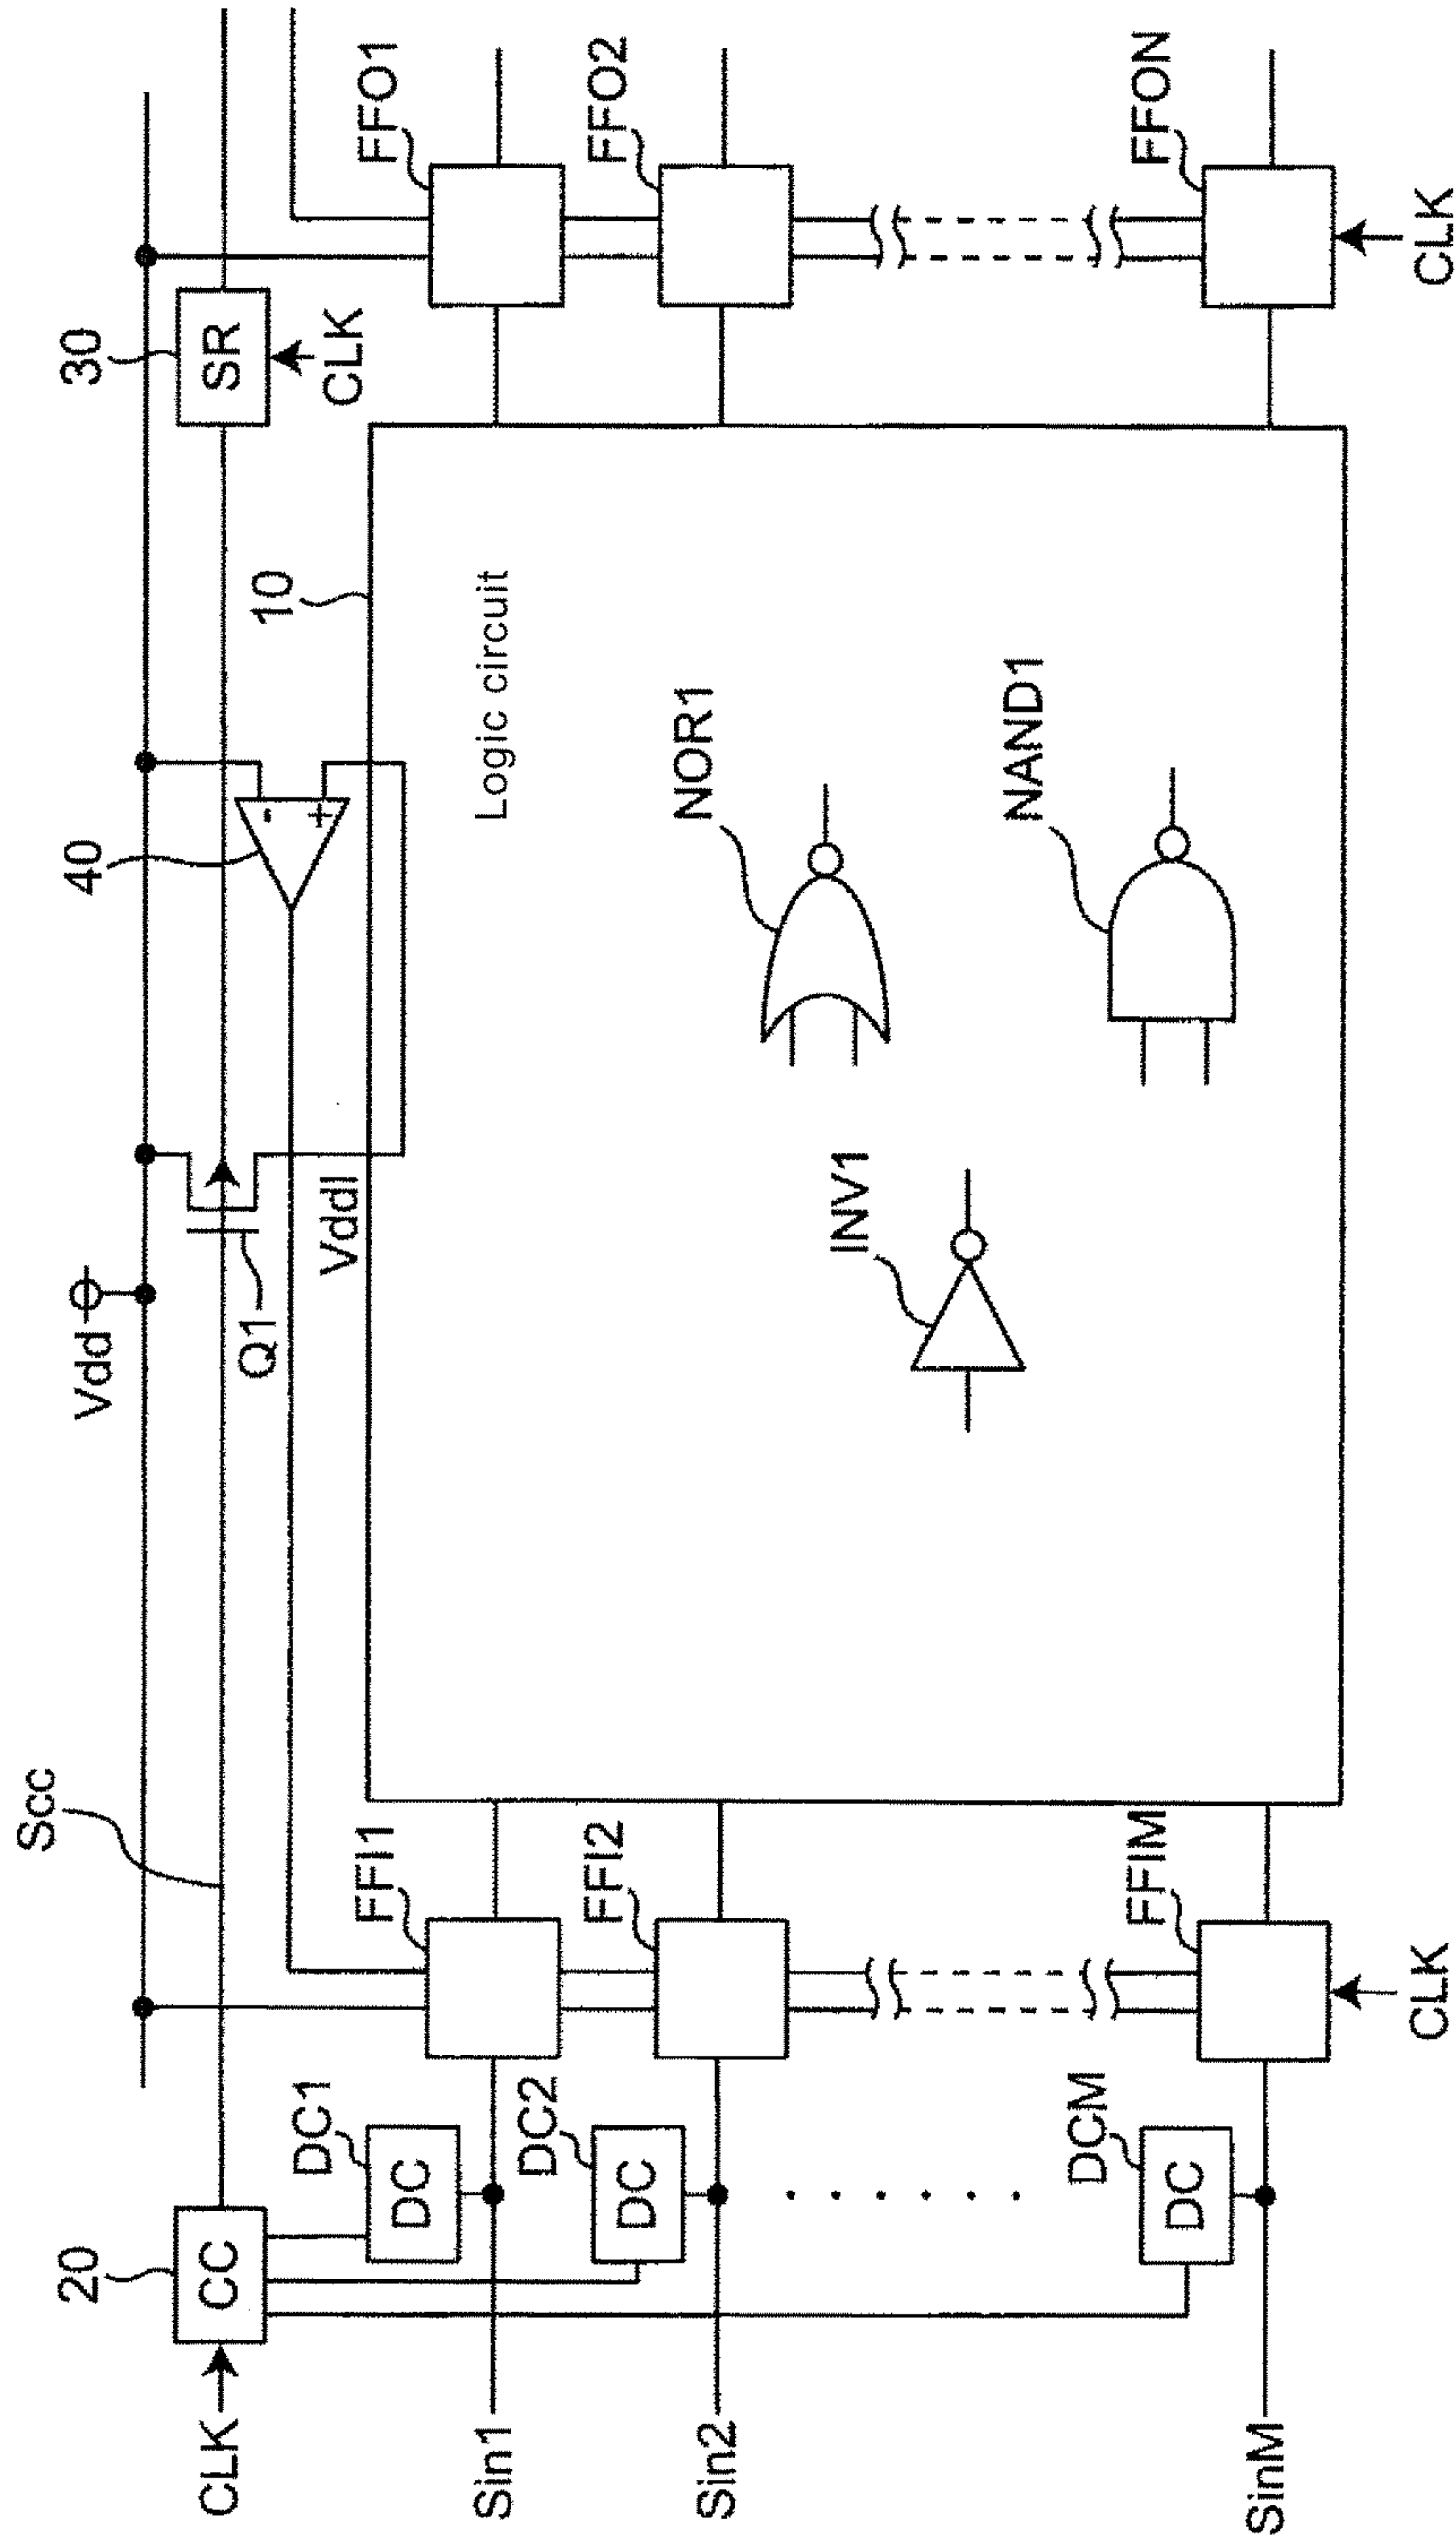 Scc
Vdd
40
30
20
CLK
CC
Q1
SR
CLK
10
Vddl
DC1
DC
FFI1
FFO1
Sin1
Logic circuit
DC2
DC
FFI2
FFO2
Sin2
-
+
NOR1
INV1
NAND1
DCM
DC
FFIM
FFON
SinM
CLK
CLK